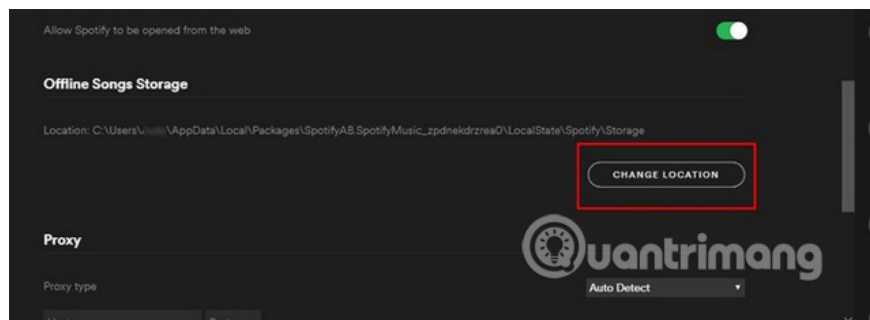 Allow Spotify to be opened from the web
Offline Songs Storage
Location: C:\Users\ \AppData\Local\Packages\SpotifyAB.SpotifyMusic_zpdnekdrzrea0\LocalState\Spotify\Storage
CHANGE LOCATION
Proxy
Quantrimang
Proxy type
Auto Detect